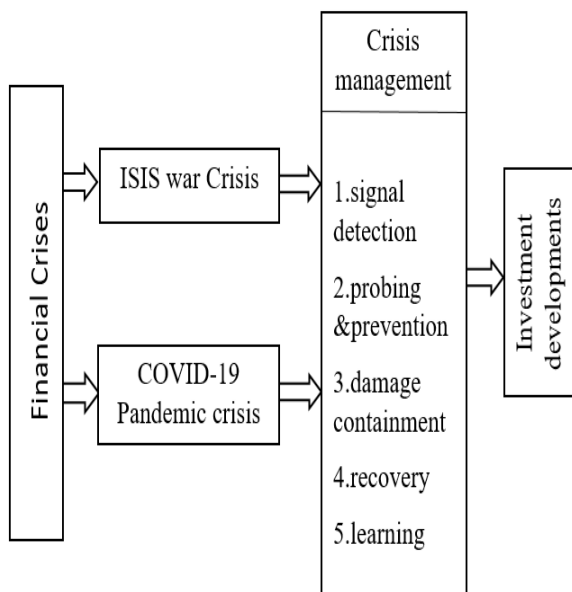 Financial Crises
ISIS war Crisis
COVID-19
Pandemic crisis
Crisis
management
1.signal
detection
2.probing
&prevention
3.damage
containment
4.recovery
5.learning
Investment
developments